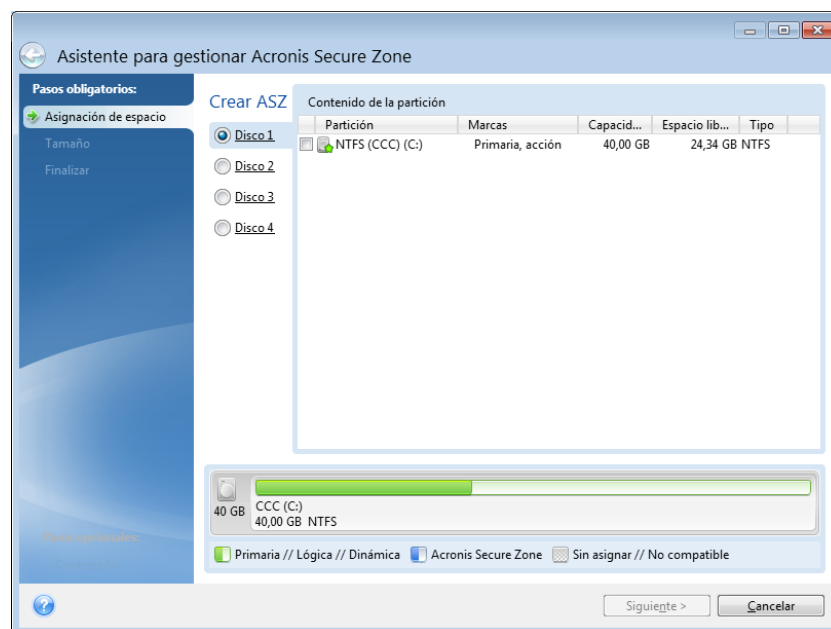 Asistente para gestionar Acronis Secure Zone
Pasos obligatorios:
Asignación de espacio
Tamaño
Finalizar
Crear ASZ
Disco 1
Disco 2
Disco 3
Disco 4
Contenido de la partición
Partición Marcas Capacid... Espacio lib... Tipo
NTFS (CCC) (C:) Primaria, acción 40,00 GB 24,34 GB NTFS
40 GB
CCC (C:)
40,00 GB NTFS
Primaria // Lógica // Dinámica Acronis Secure Zone Sin asignar // No compatible
Pasos opcionales:
Siguiente >
Cancelar